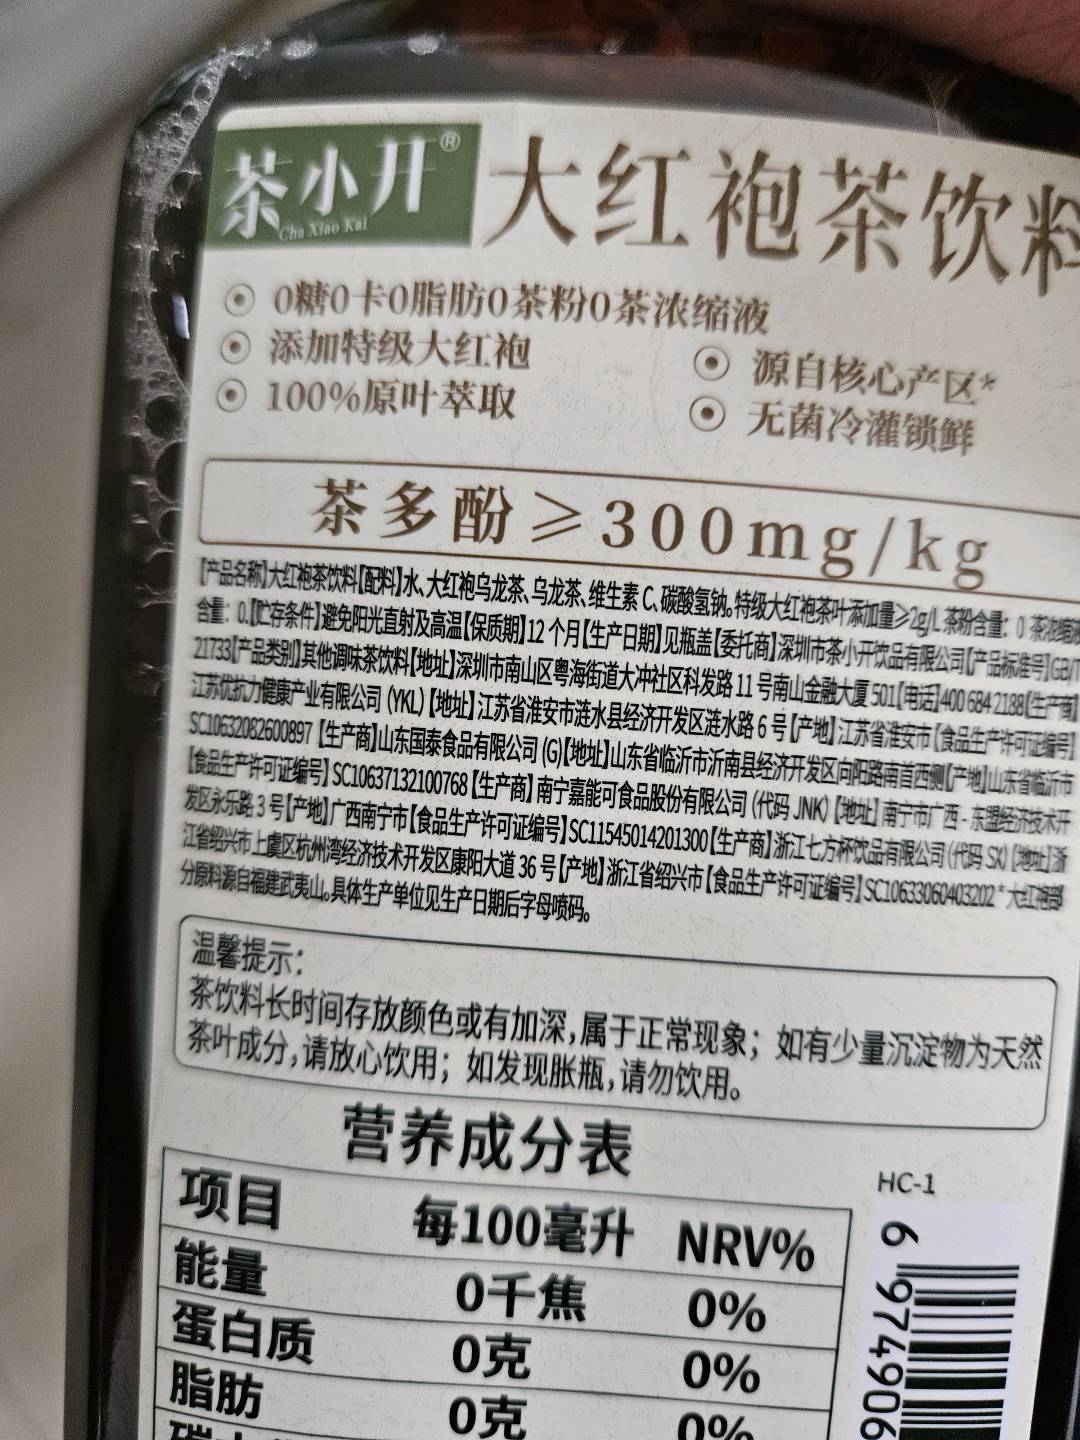 茶小开®
Cha Xiao Kai
大红袍茶饮料
0糖0卡0脂肪0茶粉0茶浓缩液
添加特级大红袍
源自核心产区*
100%原叶萃取
无菌冷灌锁鲜
茶多酚≥300mg/kg
【产品名称】大红袍茶饮料【配料】水、大红袍乌龙茶、乌龙茶、维生素C、碳酸氢钠。特级大红袍茶叶添加量≥2g/L 茶粉含量：0 茶浓缩液
含量：0.【贮存条件】避免阳光直射及高温【保质期】12个月【生产日期】见瓶盖【委托商】深圳市茶小开饮品有限公司【产品标准号】GB/T
21733【产品类别】其他调味茶饮料【地址】深圳市南山区粤海街道大冲社区科发路11号南山金融大厦501【电话】400 684 2188【生产商】
江苏优抗力健康产业有限公司 (YKL)【地址】江苏省淮安市涟水县经济开发区涟水路6号【产地】江苏省淮安市【食品生产许可证编号】
SC10632082600897【生产商】山东国泰食品有限公司(G)【地址】山东省临沂市沂南县经济开发区向阳路南首西侧【产地】山东省临沂市
【食品生产许可证编号】SC10637132100768【生产商】南宁嘉能可食品股份有限公司(代码JNK)【地址】南宁市广西-东盟经济技术开
发区永乐路3号【产地】广西南宁市【食品生产许可证编号】SC11545014201300【生产商】浙江七方杯饮品有限公司(代码SX)【地址】浙
江省绍兴市上虞区杭州湾经济技术开发区康阳大道36号【产地】浙江省绍兴市【食品生产许可证编号】SC10633060403202 *大红袍部
分原料源自福建武夷山。具体生产单位见生产日期后字母喷码。
温馨提示：
茶饮料长时间存放颜色或有加深，属于正常现象；如有少量沉淀物为天然
茶叶成分，请放心饮用；如发现胀瓶，请勿饮用。
营养成分表
项目 每100毫升 NRV%
能量 0千焦 0%
蛋白质 0克 0%
脂肪 0克 0%
HC-1
6 974906